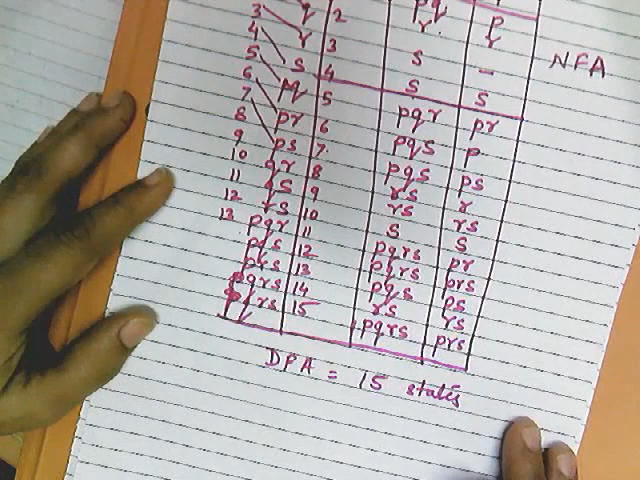 3 q 2 pq p
4 r 3 r r
5 s 4 s - NFA
6 pq 5 s s
7 pr 6 pqr pr
8 ps 7 pqs p
9 qr 8 pqs ps
10 qs 9 rs r
11 rs 10 rs rs
12 pqr 11 s s
13 pqs 12 pqrs pr
prs 13 pqrs prs
pqrs 14 pqs ps
qrs 15 rs rs
pqrs prs
DPA = 15 states